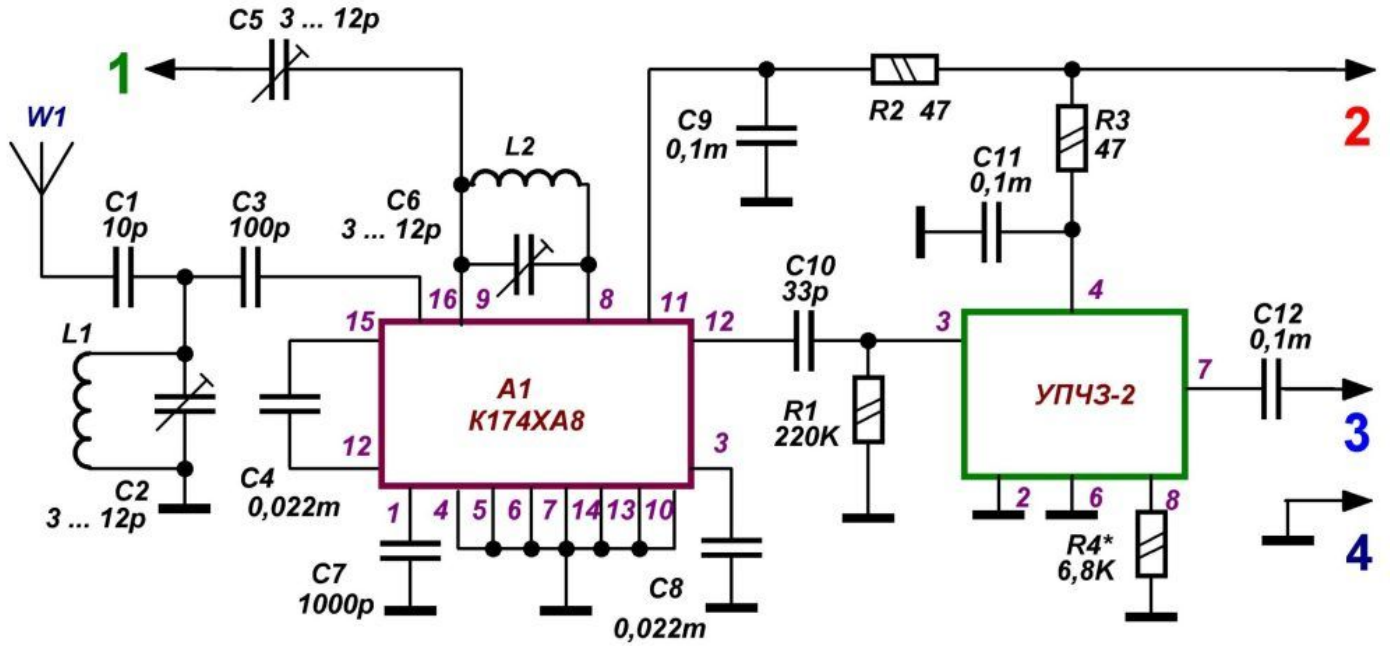 C5 3 ... 12p
1
W1
C1
10p
C3
100p
L1
C2
3 ... 12p
L2
C6
3 ... 12p
C9
0,1m
R2 47
2
R3
47
C11
0,1m
C10
33p
15
16
9
8
11
12
A1
К174ХА8
12
3
C4
0,022m
1
4
5
6
7
14
13
10
C7
1000p
C8
0,022m
R1
220K
3
4
УПЧЗ-2
7
2
6
8
C12
0,1m
3
R4*
6,8K
4